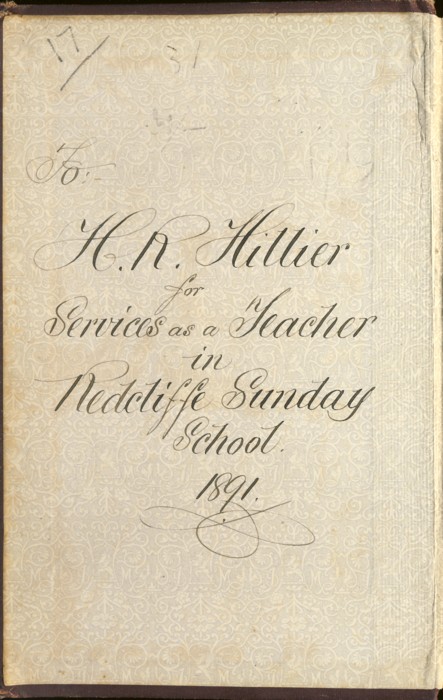 17/
31
To:-
H. R. Hillier
for
Services as a Teacher
in
Redcliffe Sunday
School.
1891.